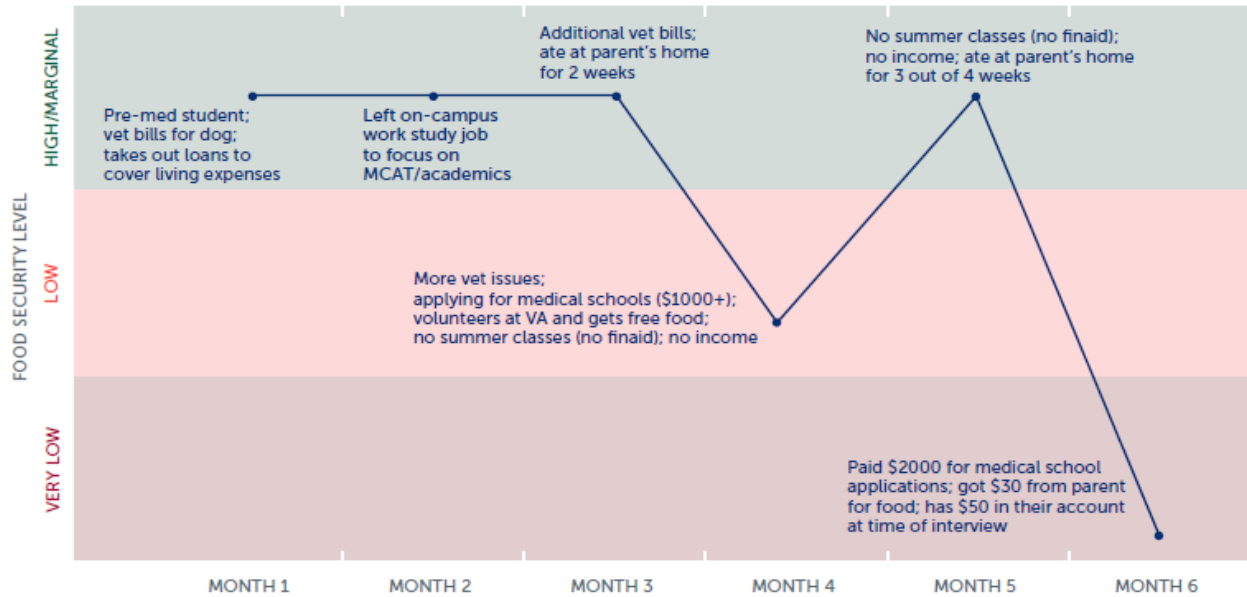 FOOD SECURITY LEVEL
HIGH/MARGINAL
LOW
VERY LOW
Pre-med student;
vet bills for dog;
takes out loans to
cover living expenses
Left on-campus
work study job
to focus on
MCAT/academics
Additional vet bills;
ate at parent's home
for 2 weeks
More vet issues;
applying for medical schools ($1000+);
volunteers at VA and gets free food;
no summer classes (no finaid); no income
No summer classes (no finaid);
no income; ate at parent's home
for 3 out of 4 weeks
Paid $2000 for medical school
applications; got $30 from parent
for food; has $50 in their account
at time of interview
MONTH 1
MONTH 2
MONTH 3
MONTH 4
MONTH 5
MONTH 6